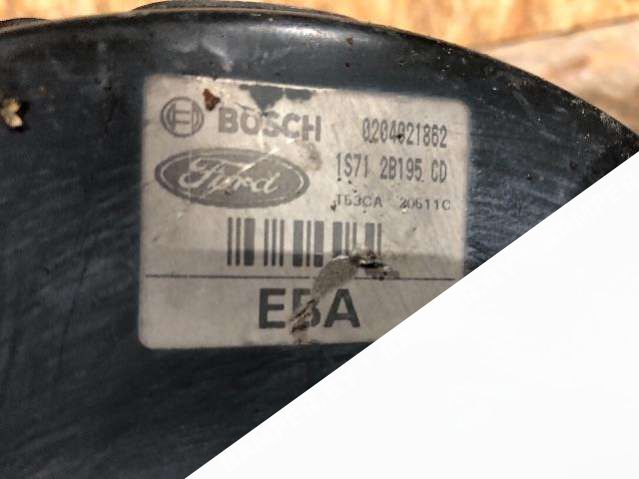 BOSCH 0204021862
Ford 1S71 2B195 CD
T53CA 20611C
EBA